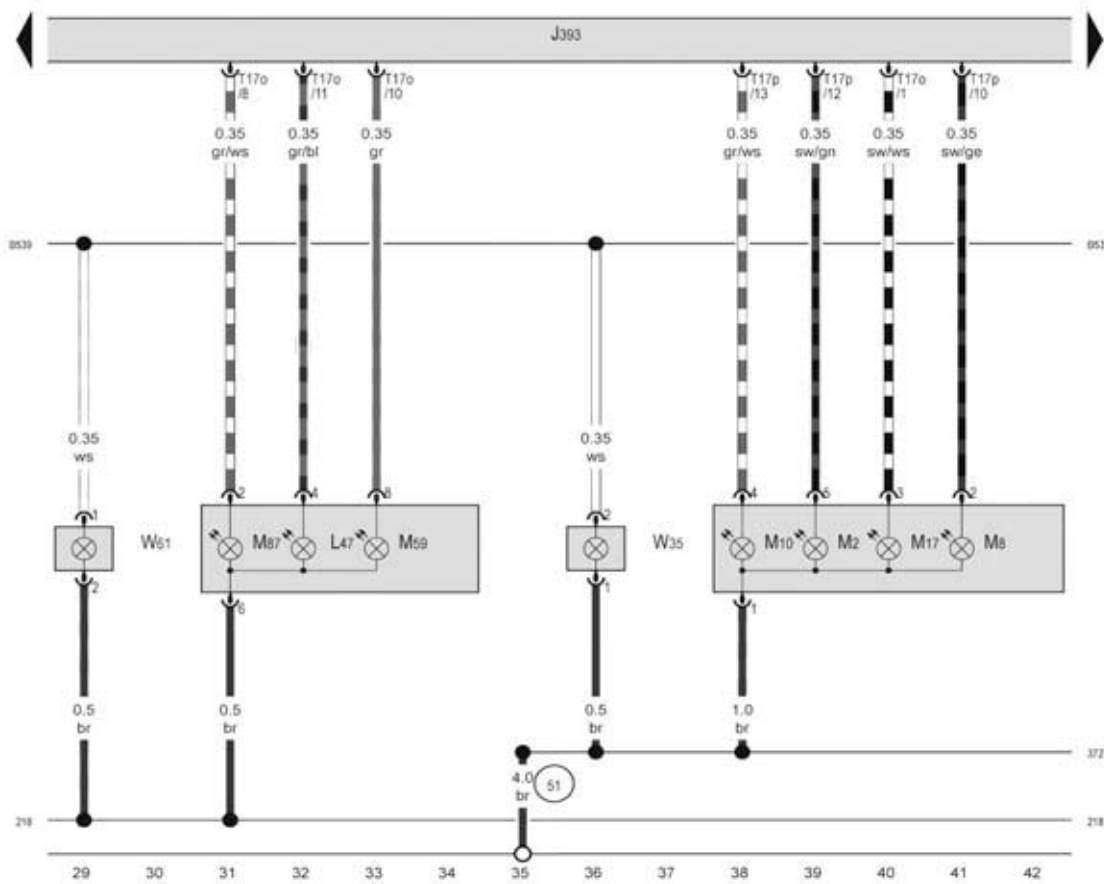 J393
T17o T17o T17o T17p T17p T17o T17p
/8 /11 /10 /13 /12 /1 /10
0.35 0.35 0.35 0.35 0.35 0.35 0.35
gr/ws gr/bl gr gr/ws sw/gn sw/ws sw/ge
0.35 0.35
ws ws
1 2 4 8 2 4 5 3 2
W61 M87 L47 M59 W35 M10 M2 M17 M8
2 6 1 1
0.5 0.5 0.5 1.0
br br br br
372
4.0 51
br
218 218
29 30 31 32 33 34 35 36 37 38 39 40 41 42